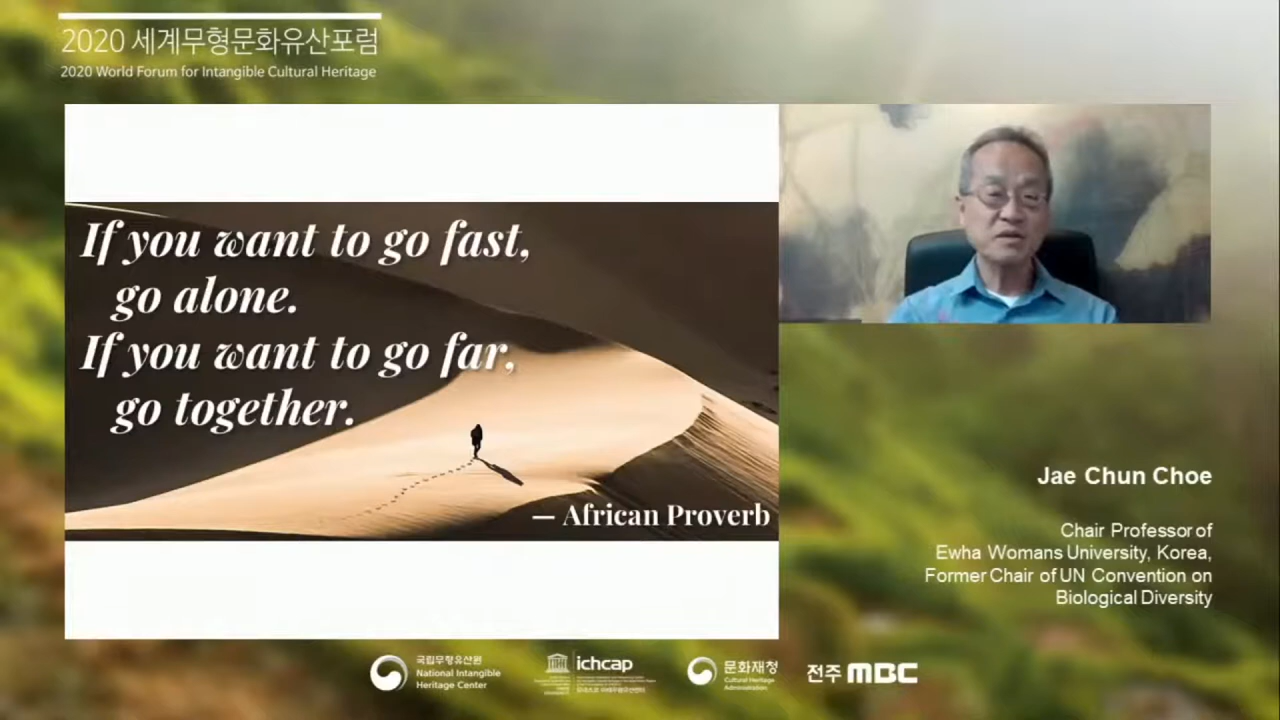 2020 세계무형문화유산포럼
2020 World Forum for Intangible Cultural Heritage
If you want to go fast,
go alone.
If you want to go far,
go together.
— African Proverb
Jae Chun Choe
Chair Professor of
Ewha Womans University, Korea,
Former Chair of UN Convention on
Biological Diversity
국립무형유산원
National Intangible
Heritage Center
ichcap
문화재청
Cultural Heritage
Administration
전주 MBC